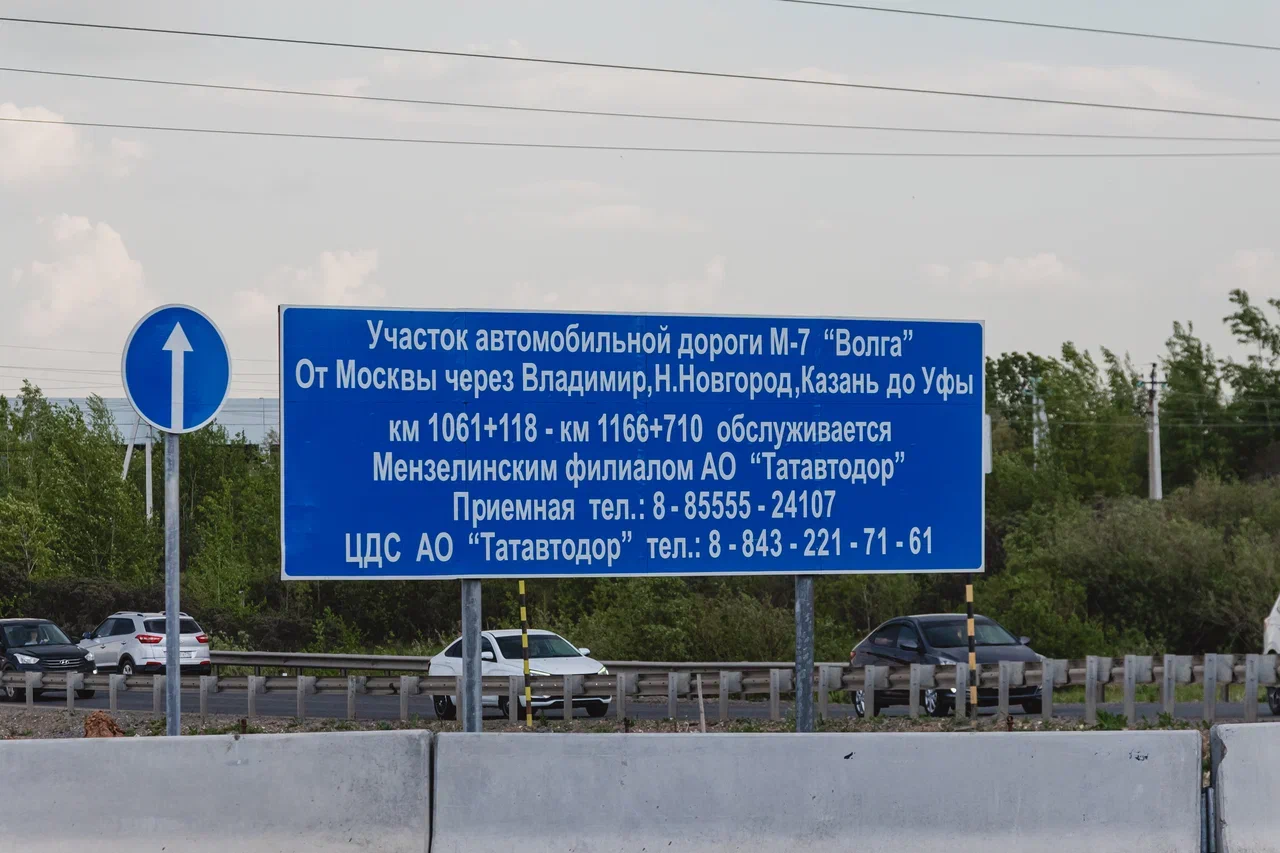 Участок автомобильной дороги М-7 “Волга”
От Москвы через Владимир,Н.Новгород,Казань до Уфы
км 1061+118 - км 1166+710 обслуживается
Мензелинским филиалом АО “Татавтодор”
Приемная тел.: 8 - 85555 - 24107
ЦДС АО “Татавтодор” тел.: 8 - 843 - 221 - 71 - 61